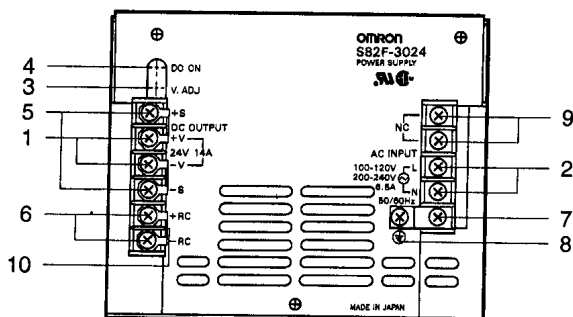 OMRON
S82F-3024
POWER SUPPLY
4
DC ON
3
V. ADJ
5
+S
1
DC OUTPUT
+V
24V 14A
-V
-S
6
+RC
-RC
10
NC
9
AC INPUT
100-120V
200-240V
6.5A
50/60Hz
L
N
2
7
8
MADE IN JAPAN